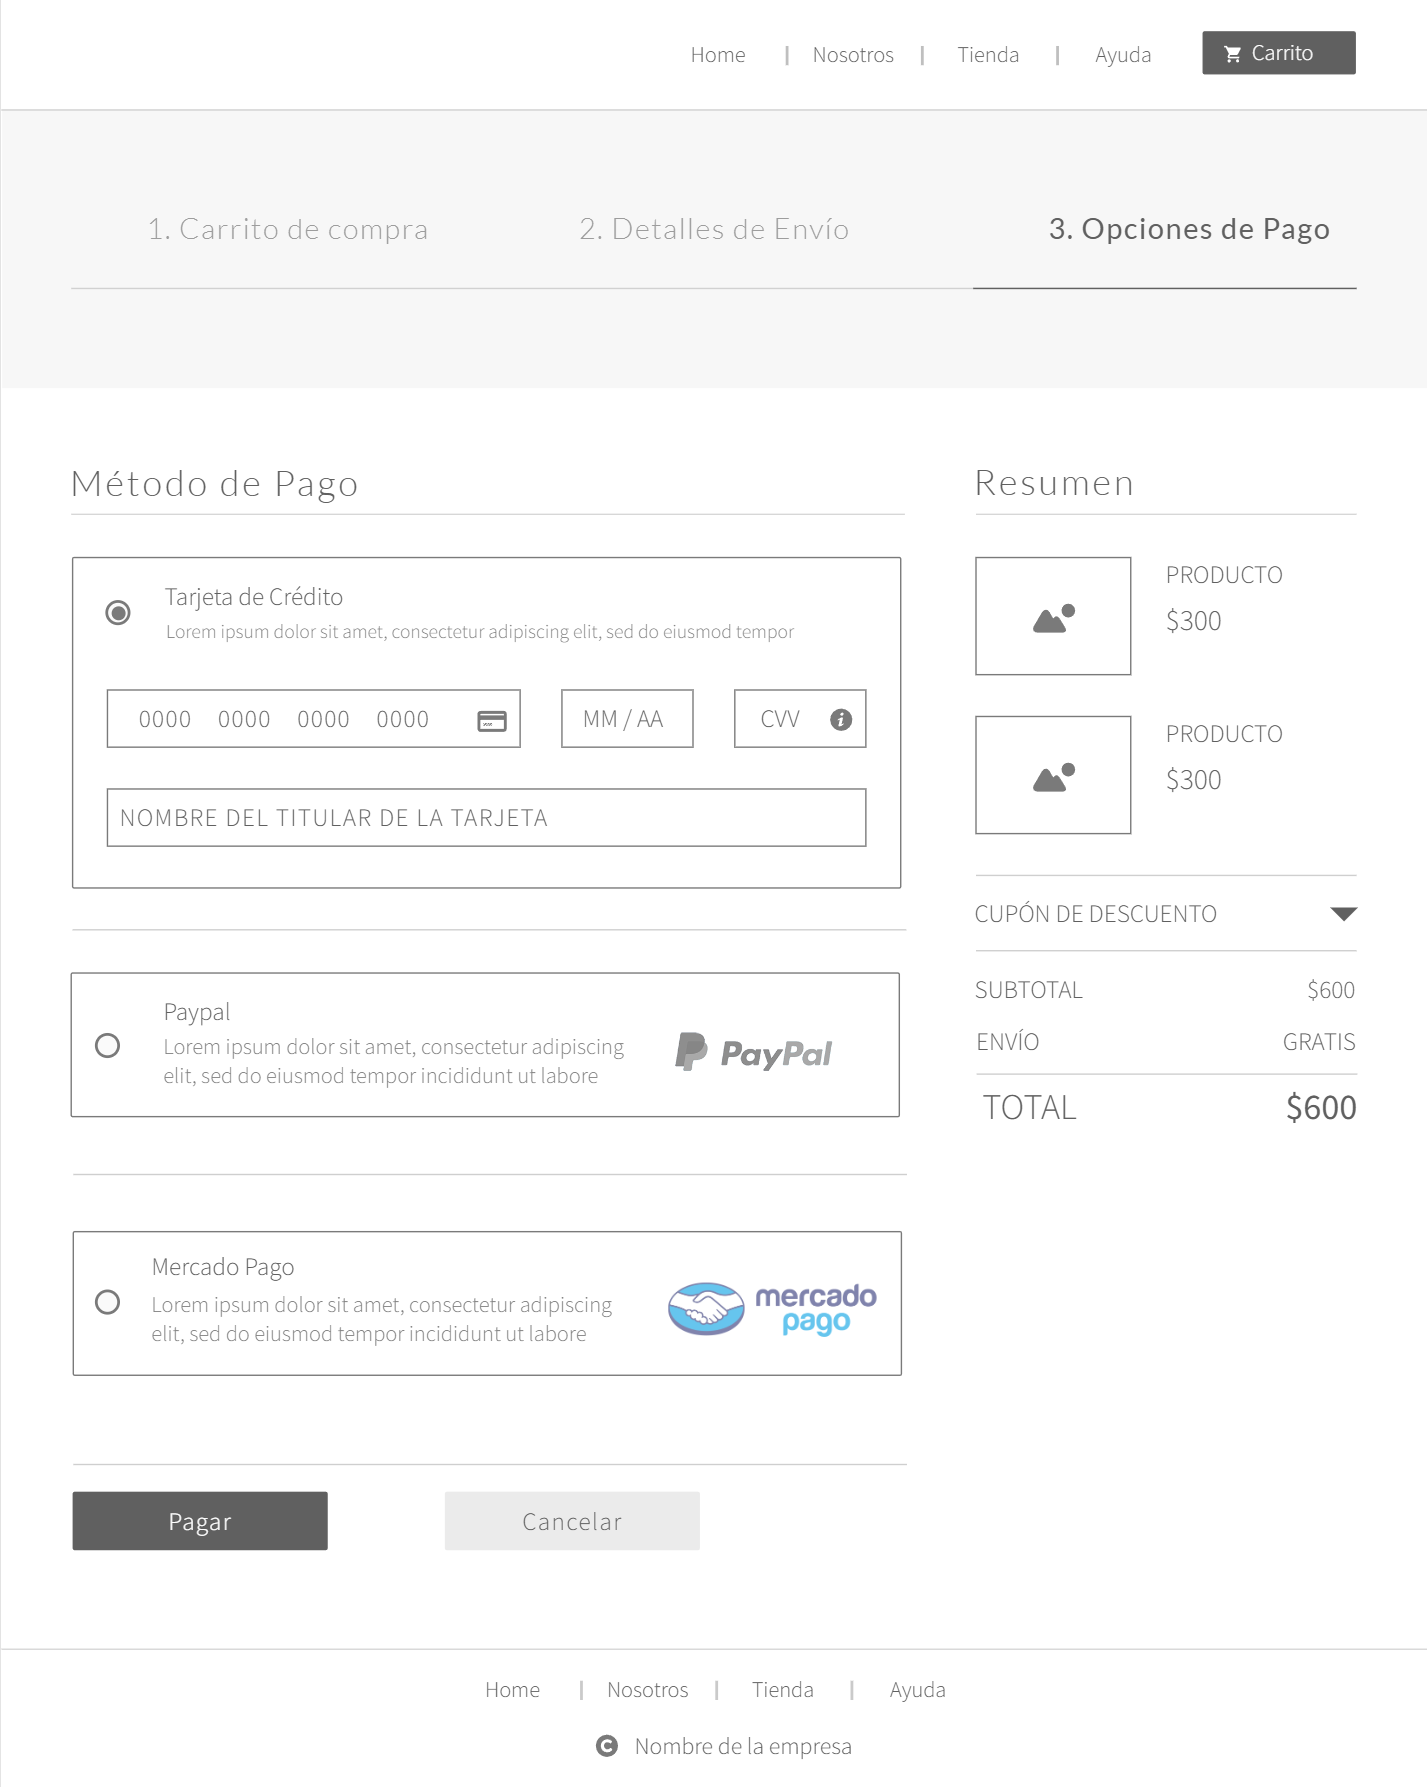 Home | Nosotros | Tienda | Ayuda Carrito
1. Carrito de compra 2. Detalles de Envío 3. Opciones de Pago
Método de Pago
Tarjeta de Crédito
Lorem ipsum dolor sit amet, consectetur adipiscing elit, sed do eiusmod tempor
0000 0000 0000 0000 MM / AA CVV
NOMBRE DEL TITULAR DE LA TARJETA
Paypal
Lorem ipsum dolor sit amet, consectetur adipiscing
elit, sed do eiusmod tempor incididunt ut labore
PayPal
Mercado Pago
Lorem ipsum dolor sit amet, consectetur adipiscing
elit, sed do eiusmod tempor incididunt ut labore
mercado
pago
Pagar Cancelar
Resumen
PRODUCTO
$300
PRODUCTO
$300
CUPÓN DE DESCUENTO
SUBTOTAL $600
ENVÍO GRATIS
TOTAL $600
Home | Nosotros | Tienda | Ayuda
© Nombre de la empresa